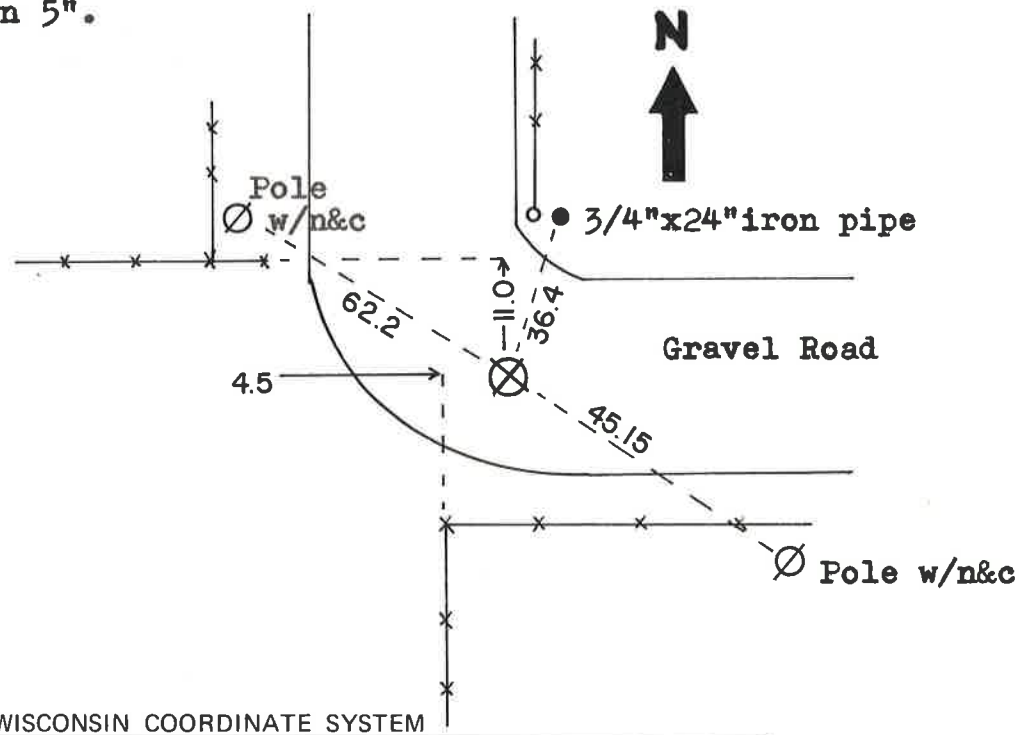 n 5".
N
Pole
w/n&c
3/4"x24"iron pipe
11.0
36.4
62.2
Gravel Road
4.5
45.15
Pole w/n&c
WISCONSIN COORDINATE SYSTEM